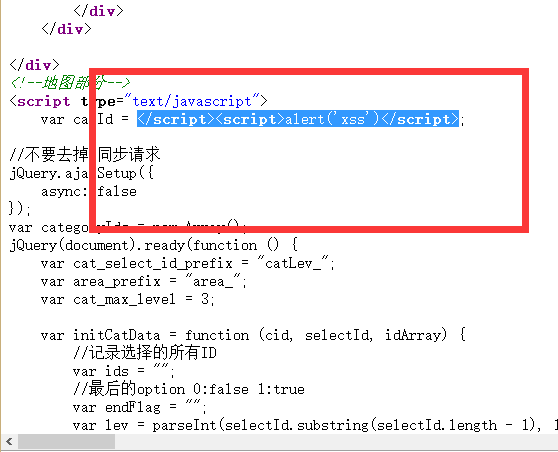 </div>
</div>
</div>
<!--地图部分-->
<script type="text/javascript">
var catId = </script><script>alert('xss')</script>;
//不要去掉 同步请求
jQuery.ajaxSetup({
async: false
});
var categoryIds = new Array();
jQuery(document).ready(function () {
var cat_select_id_prefix = "catLev_";
var area_prefix = "area_";
var cat_max_level = 3;
var initCatData = function (cid, selectId, idArray) {
//记录选择的所有ID
var ids = "";
//最后的option 0:false 1:true
var endFlag = "";
var lev = parseInt(selectId.substring(selectId.length - 1), 1